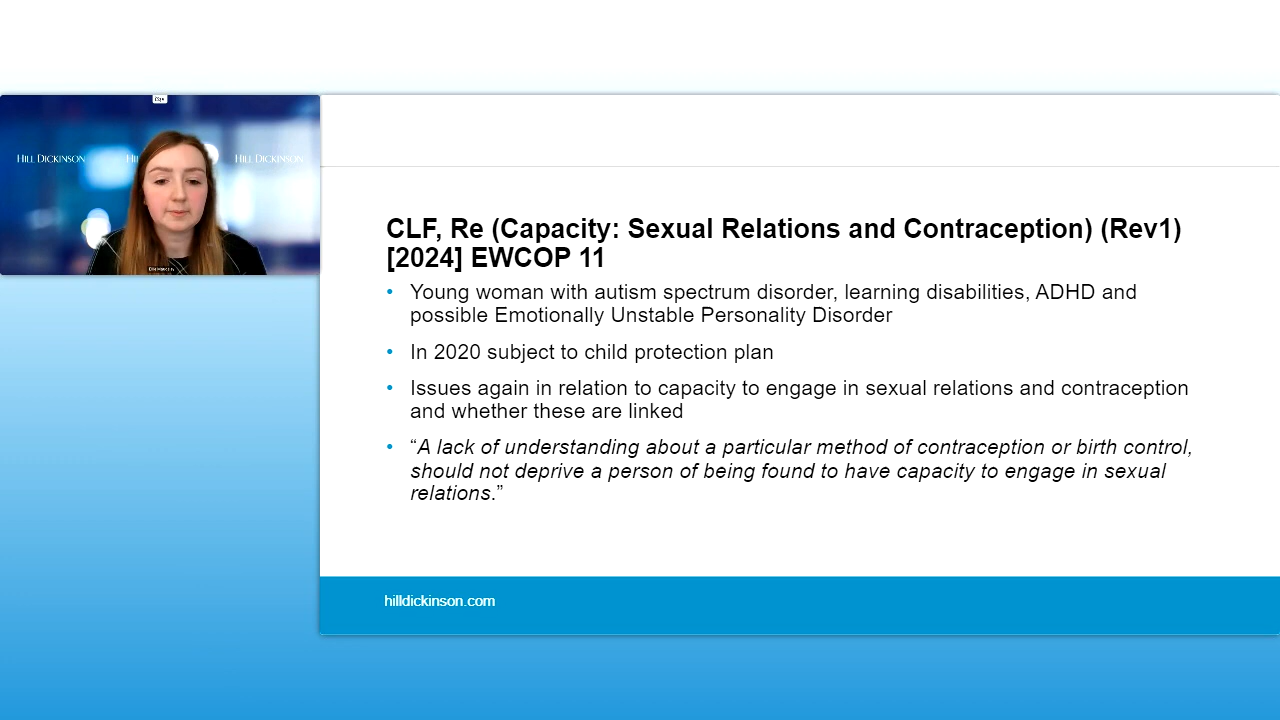 HILL DICKINSON
HILL DICKINSON
CLF, Re (Capacity: Sexual Relations and Contraception) (Rev1)
[2024] EWCOP 11
• Young woman with autism spectrum disorder, learning disabilities, ADHD and
possible Emotionally Unstable Personality Disorder
• In 2020 subject to child protection plan
• Issues again in relation to capacity to engage in sexual relations and contraception
and whether these are linked
• “A lack of understanding about a particular method of contraception or birth control,
should not deprive a person of being found to have capacity to engage in sexual
relations.”
hilldickinson.com